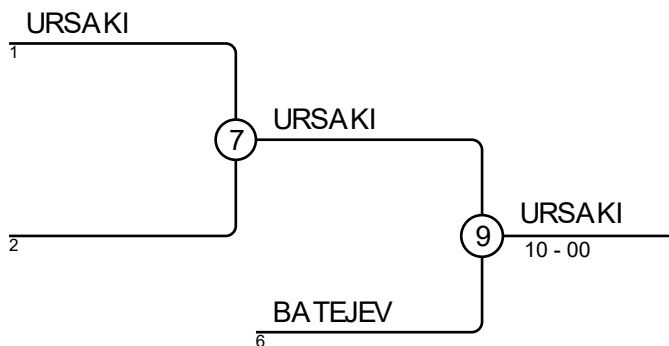 URSAKI
1
7
URSAKI
2
9
URSAKI
10 - 00
BATEJEV
6